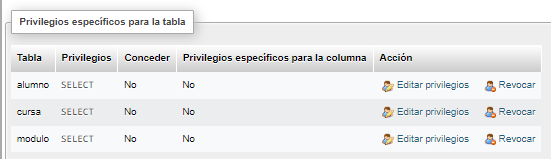 Privilegios específicos para la tabla
Tabla Privilegios Conceder Privilegios específicos para la columna Acción
alumno SELECT No No Editar privilegios Revocar
cursa SELECT No No Editar privilegios Revocar
modulo SELECT No No Editar privilegios Revocar